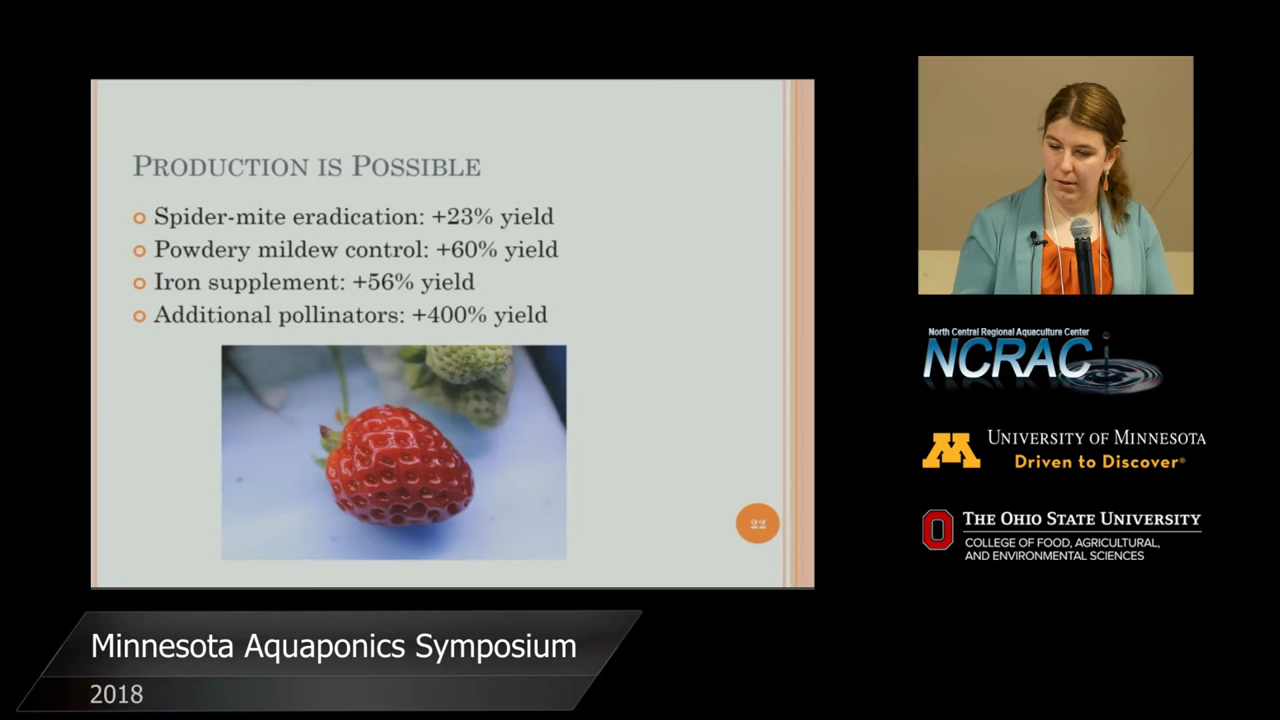 PRODUCTION IS POSSIBLE
Spider-mite eradication: +23% yield
Powdery mildew control: +60% yield
Iron supplement: +56% yield
Additional pollinators: +400% yield
22
North Central Regional Aquaculture Center
NCRAC
M
UNIVERSITY OF MINNESOTA
Driven to Discover®
O
THE OHIO STATE UNIVERSITY
COLLEGE OF FOOD, AGRICULTURAL,
AND ENVIRONMENTAL SCIENCES
Minnesota Aquaponics Symposium
2018